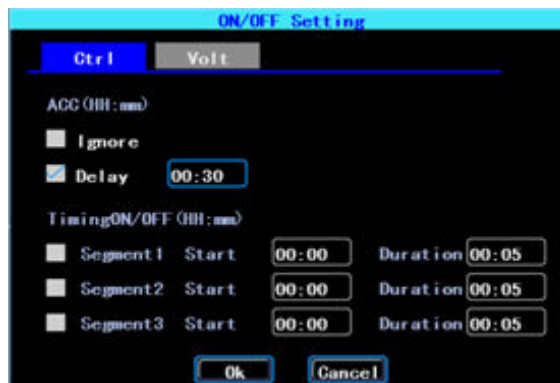 ON/OFF Setting
Ctrl Volt
ACC(HH:mm)
Ignore
Delay 00:30
TimingON/OFF(HH:mm)
Segment1 Start 00:00 Duration 00:05
Segment2 Start 00:00 Duration 00:05
Segment3 Start 00:00 Duration 00:05
Ok Cancel